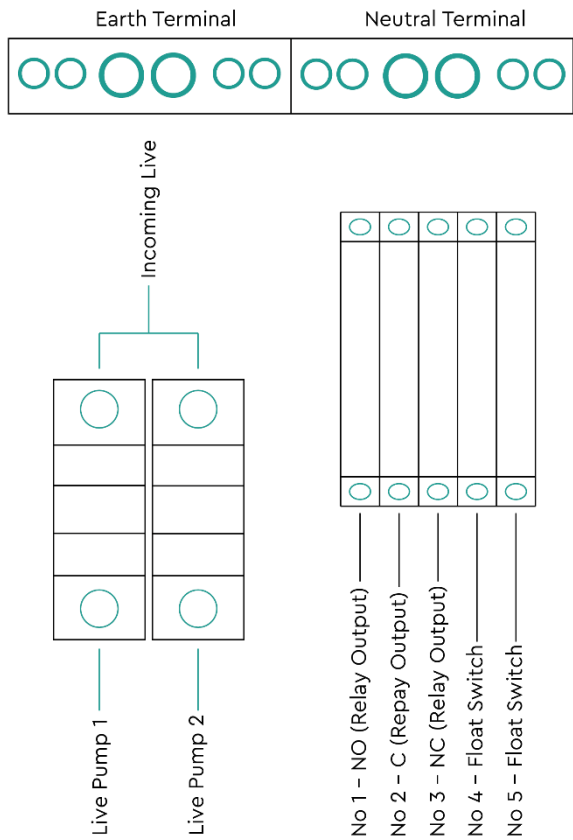 Earth Terminal
Neutral Terminal
Incoming Live
Live Pump 1
Live Pump 2
No 1 – NO (Relay Output)
No 2 – C (Repay Output)
No 3 – NC (Relay Output)
No 4 – Float Switch
No 5 – Float Switch